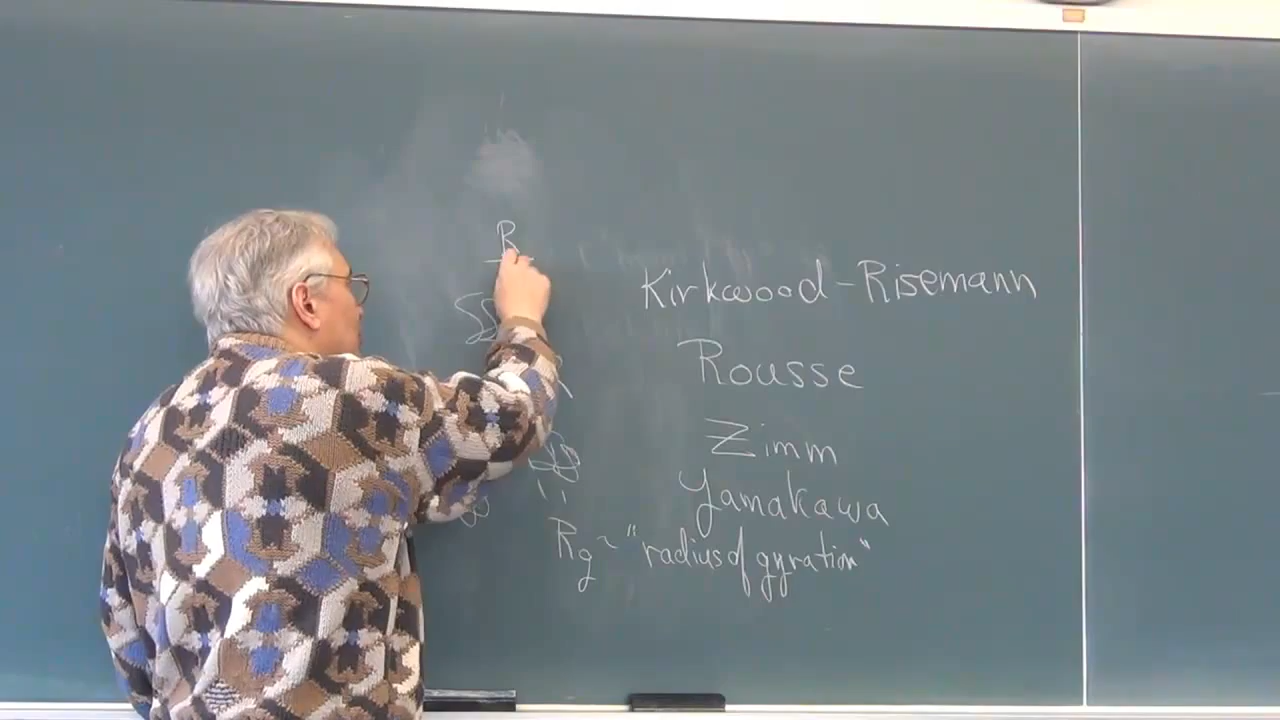 R
Kirkwood-Risemann
Rousse
Zimm
Yamakawa
Rg ~ "radius of gyration"